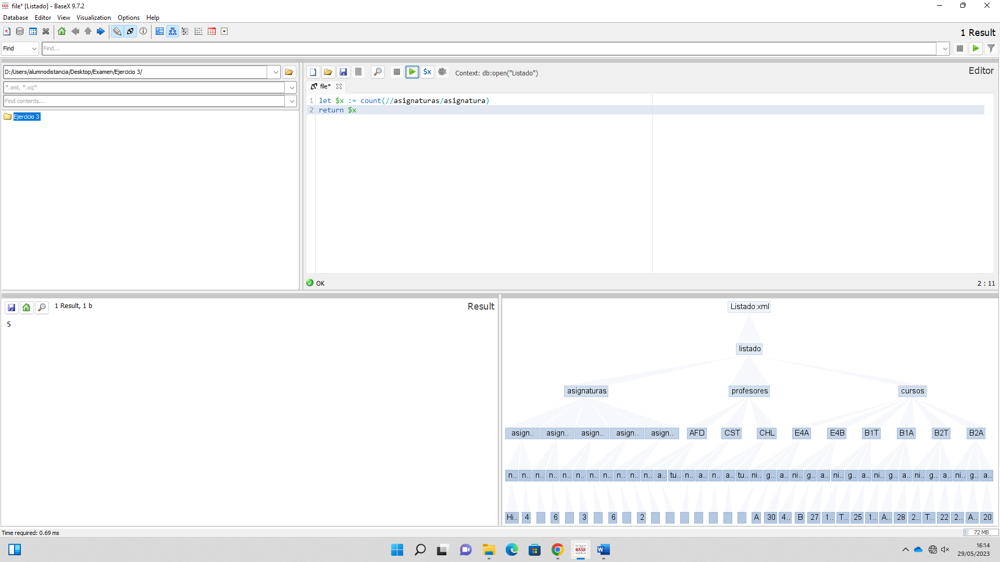 file* [Listado] - BaseX 9.7.2
Database Editor View Visualization Options Help
1 Result
Find Find...
D:/Users/alumnodistancia/Desktop/Examen/Ejercicio 3/
*.xml, *.xq*
Find contents...
Ejercicio 3
$x Context: db:open("Listado")
Editor
file*
1 let $x := count(//asignaturas/asignatura)
2 return $x
OK
2 : 11
1 Result, 1 b
Result
5
Listado.xml
listado
asignaturas profesores cursos
asign.. asign.. asign.. asign.. asign.. AFD CST CHL E4A E4B B1T B1A B2T B2A
n.. n.. n.. n.. n.. n.. n.. n.. n.. n.. n.. a.. tu.. n.. a.. n.. a.. tu.. ni.. g.. a.. ni.. g.. a.. ni.. g.. a.. ni.. g.. a.. ni.. g.. a.. ni.. g.. a..
Hi.. 4 6 3 6 2 A 30 4.. B 27 1.. T.. 25 1.. A.. 28 2.. T.. 22 2.. A.. 20
Time required: 0.69 ms
72 MB
BASE
W
16:14
29/05/2023